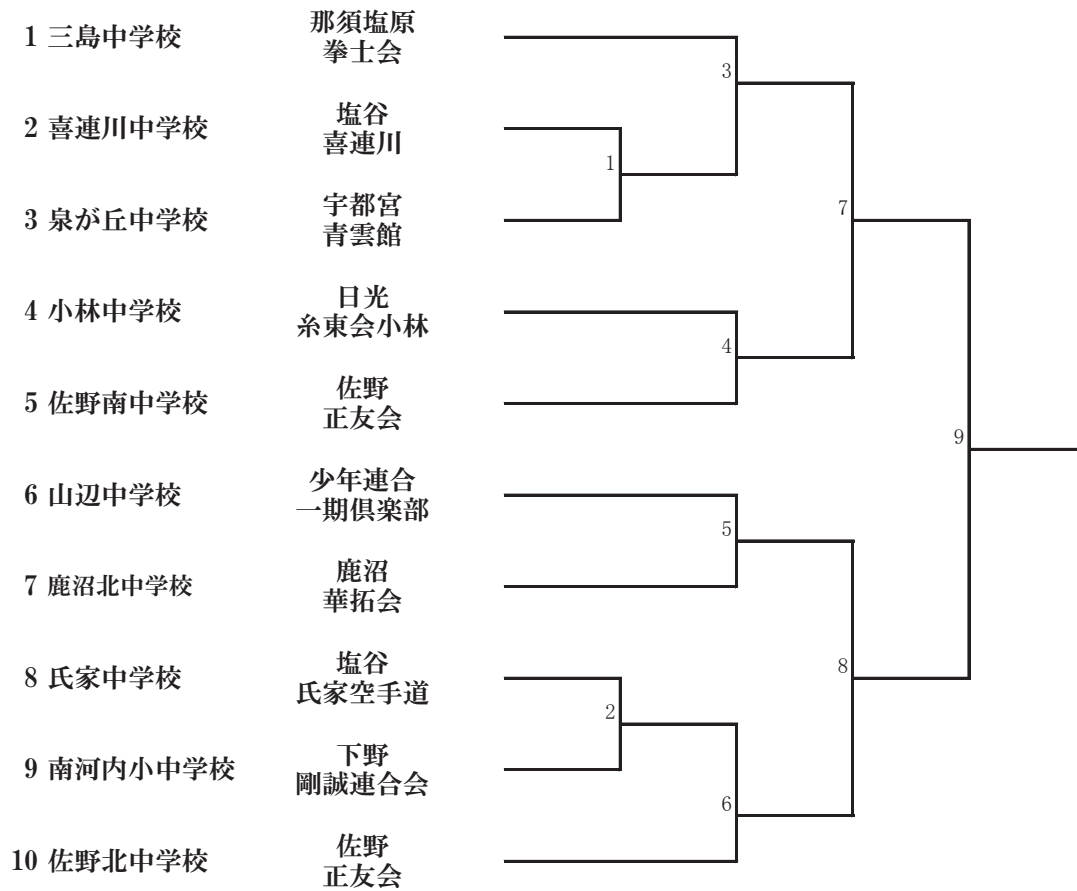 1 三島中学校
那須塩原
拳士会
2 喜連川中学校
塩谷
喜連川
3 泉が丘中学校
宇都宮
青雲館
4 小林中学校
日光
糸東会小林
5 佐野南中学校
佐野
正友会
6 山辺中学校
少年連合
一期倶楽部
7 鹿沼北中学校
鹿沼
華拓会
8 氏家中学校
塩谷
氏家空手道
9 南河内小中学校
下野
剛誠連合会
10 佐野北中学校
佐野
正友会
3
1
7
4
9
5
8
2
6